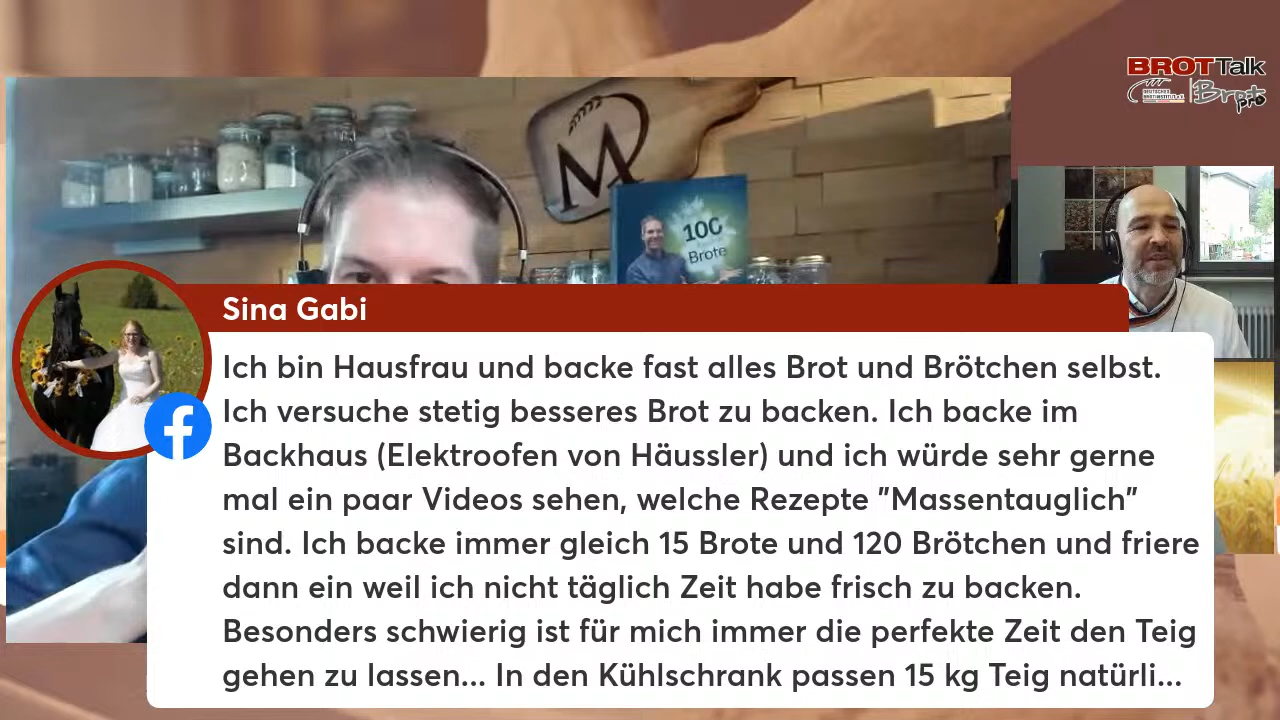 BROTTalk
DEUTSCHES
BROTINSTITUT e.V.
Brot
pro
M
100
Brote
Sina Gabi
Ich bin Hausfrau und backe fast alles Brot und Brötchen selbst.
Ich versuche stetig besseres Brot zu backen. Ich backe im
Backhaus (Elektroofen von Häussler) und ich würde sehr gerne
mal ein paar Videos sehen, welche Rezepte "Massentauglich"
sind. Ich backe immer gleich 15 Brote und 120 Brötchen und friere
dann ein weil ich nicht täglich Zeit habe frisch zu backen.
Besonders schwierig ist für mich immer die perfekte Zeit den Teig
gehen zu lassen... In den Kühlschrank passen 15 kg Teig natürli...